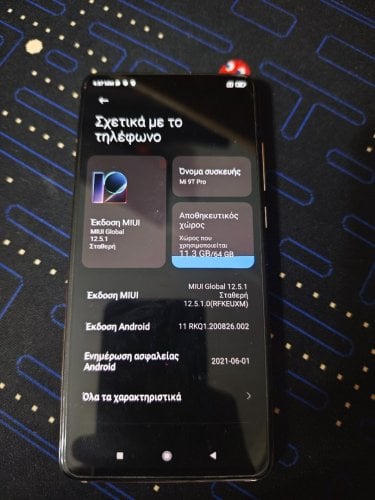 Σχετικά με το
τηλέφωνο
12
Έκδοση MIUI
MIUI Global
12.5.1
Σταθερή
Όνομα συσκευής
Mi 9T Pro
Αποθηκευτικός
χώρος
Χώρος που
χρησιμοποιείται
11.3 GB/64 GB
Έκδοση MIUI
MIUI Global 12.5.1
Σταθερή
12.5.1.0(RFKEUXM)
Έκδοση Android
11 RKQ1.200826.002
Ενημέρωση ασφαλείας
Android
2021-06-01
Όλα τα χαρακτηριστικά